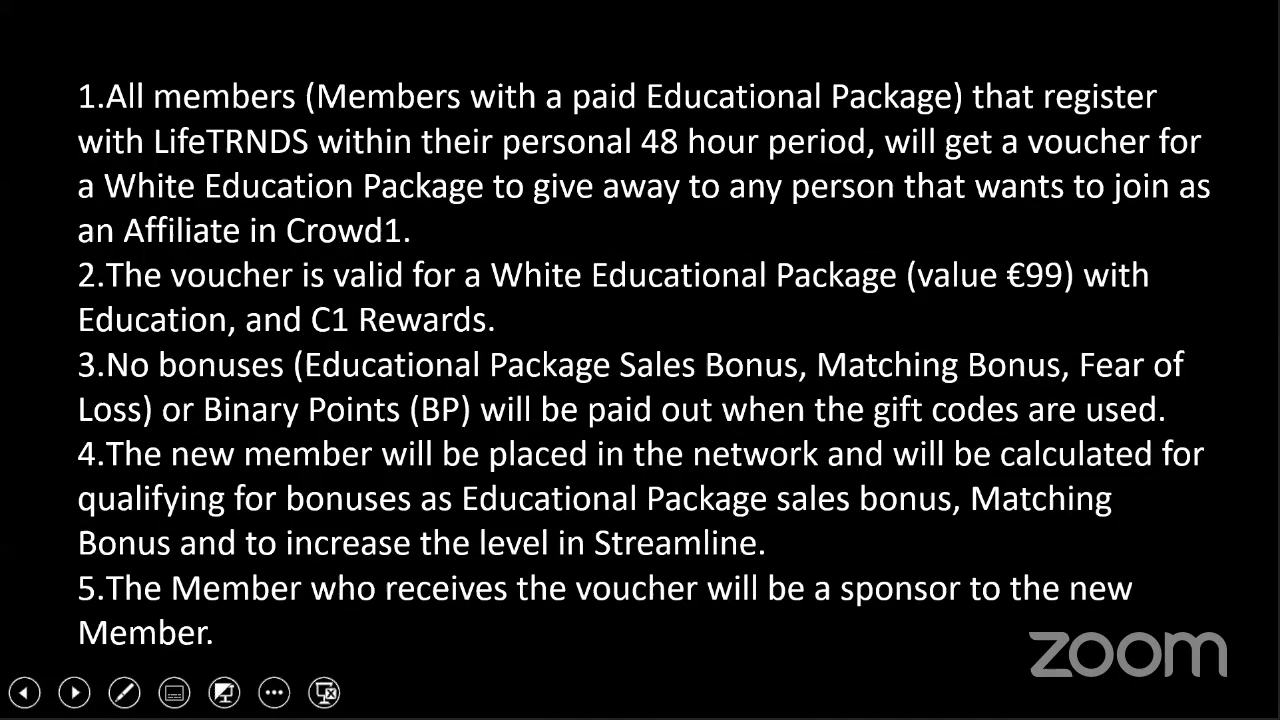 1.All members (Members with a paid Educational Package) that register
with LifeTRNDS within their personal 48 hour period, will get a voucher for
a White Education Package to give away to any person that wants to join as
an Affiliate in Crowd1.
2.The voucher is valid for a White Educational Package (value €99) with
Education, and C1 Rewards.
3.No bonuses (Educational Package Sales Bonus, Matching Bonus, Fear of
Loss) or Binary Points (BP) will be paid out when the gift codes are used.
4.The new member will be placed in the network and will be calculated for
qualifying for bonuses as Educational Package sales bonus, Matching
Bonus and to increase the level in Streamline.
5.The Member who receives the voucher will be a sponsor to the new
Member.
zoom